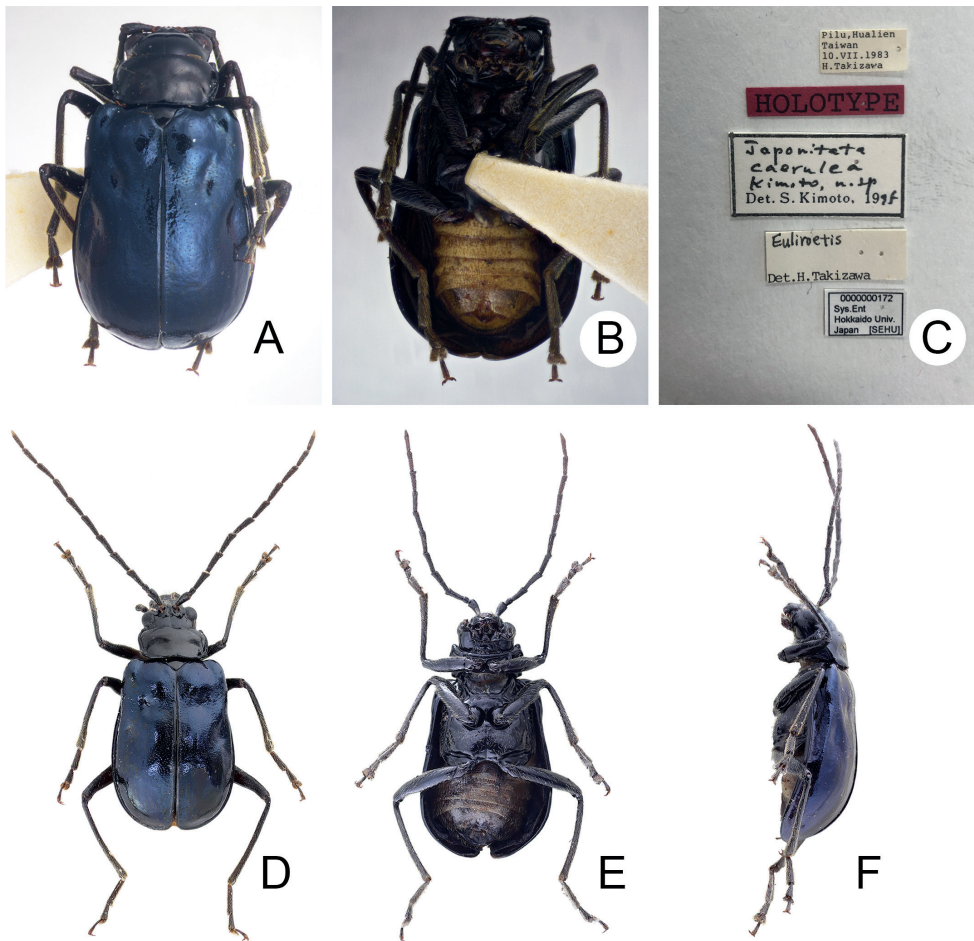 Pilu,Hualien
Taiwan
10.VII.1983
H.Takizawa
HOLOTYPE
Japonitata
caerulea
Kimoto, n.sp
Det. S. Kimoto, 199
Euliroetis
Det.H.Takizawa
0000000172
Sys.Ent
Hokkaido Univ.
Japan [SEHU]
A
B
C
D
E
F